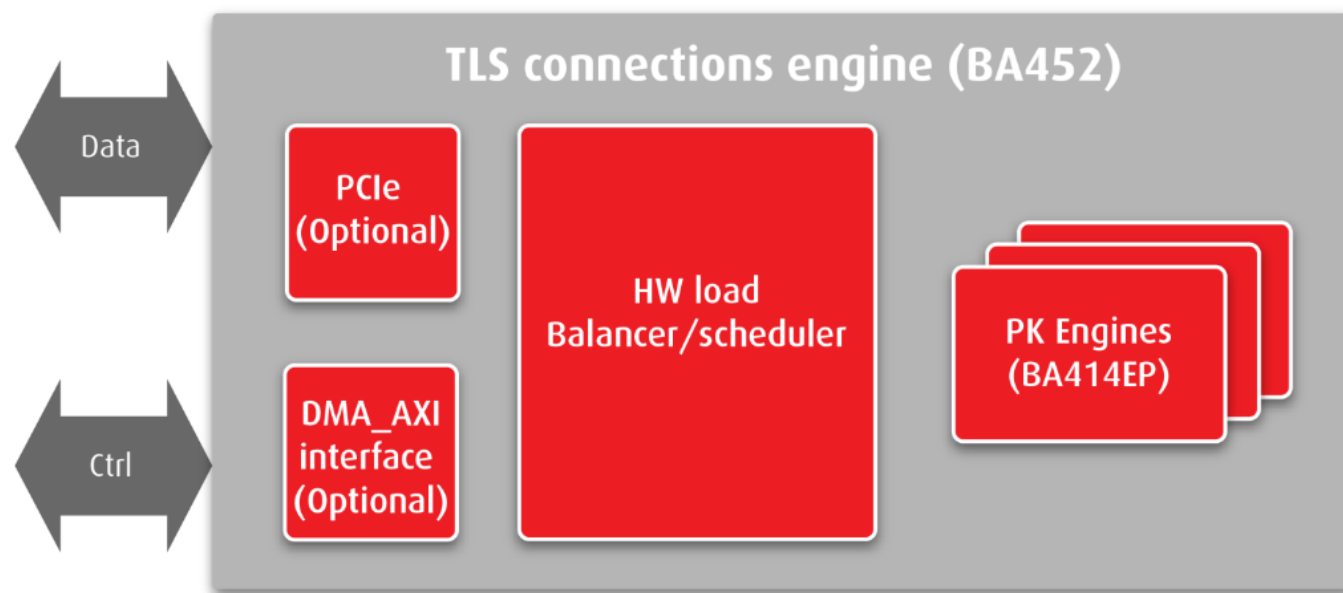 TLS connections engine (BA452)
Data
PCIe
(Optional)
HW load
Balancer/scheduler
PK Engines
(BA414EP)
Ctrl
DMA_AXI
interface
(Optional)